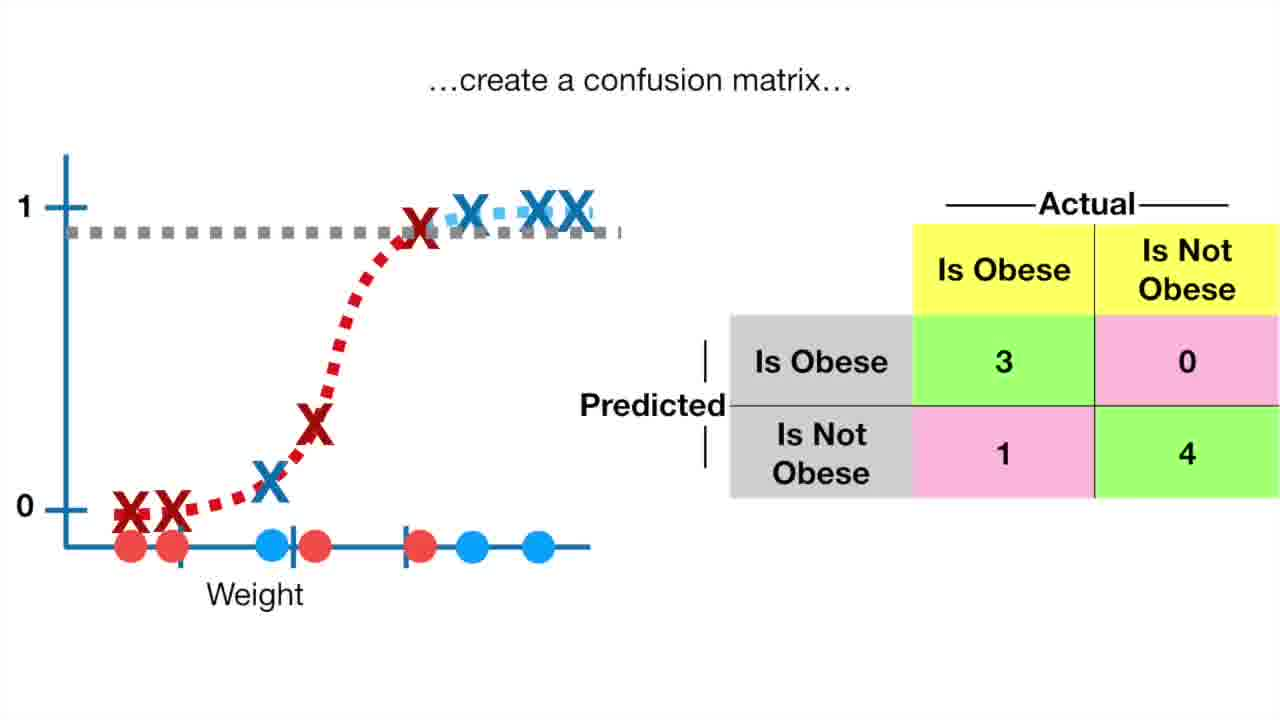 …create a confusion matrix…
1
0
Weight
Actual
Is Obese
Is Not
Obese
Predicted
Is Obese
3
0
Is Not
Obese
1
4